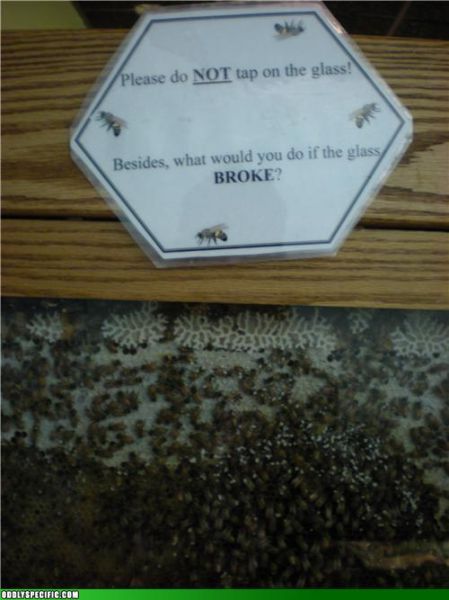 Please do NOT tap on the glass!
Besides, what would you do if the glass
BROKE?
ODDLYSPECIFIC.COM